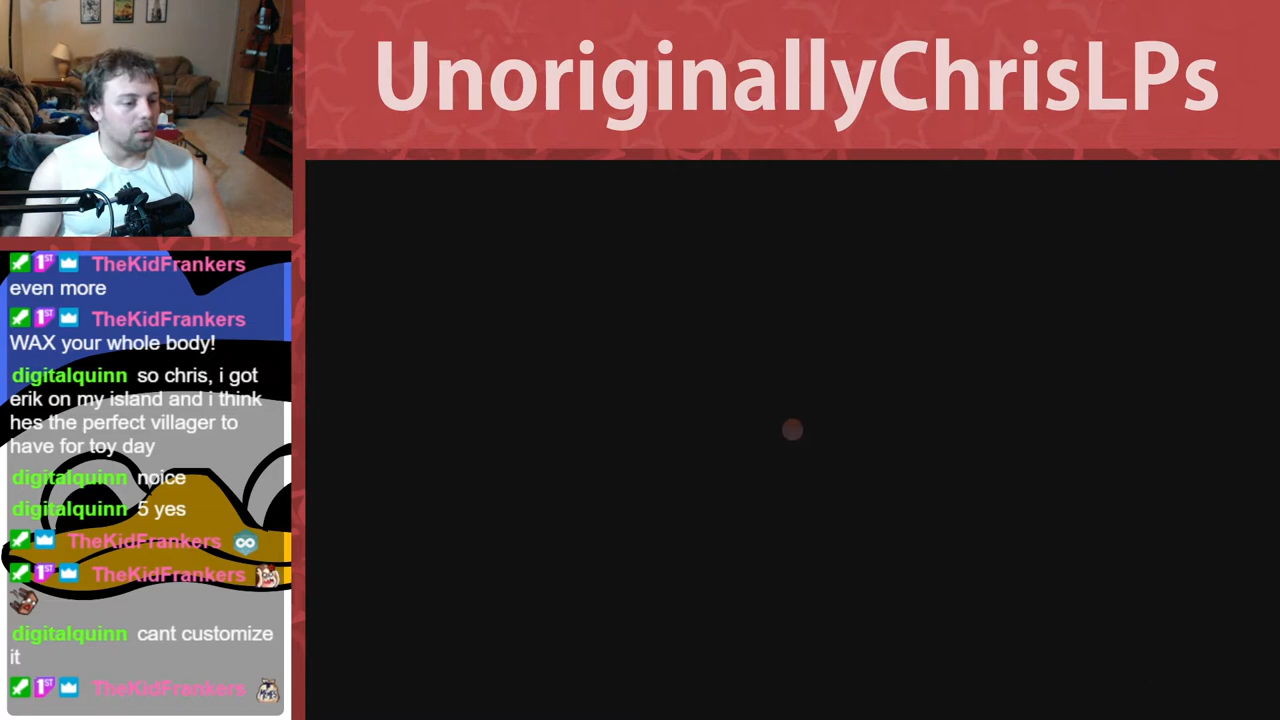 UnoriginallyChrisLPs
TheKidFrankers
even more
TheKidFrankers
WAX your whole body!
digitalquinn so chris, i got
erik on my island and i think
hes the perfect villager to
have for toy day
digitalquinn noice
digitalquinn 5 yes
TheKidFrankers
TheKidFrankers
digitalquinn cant customize
it
TheKidFrankers